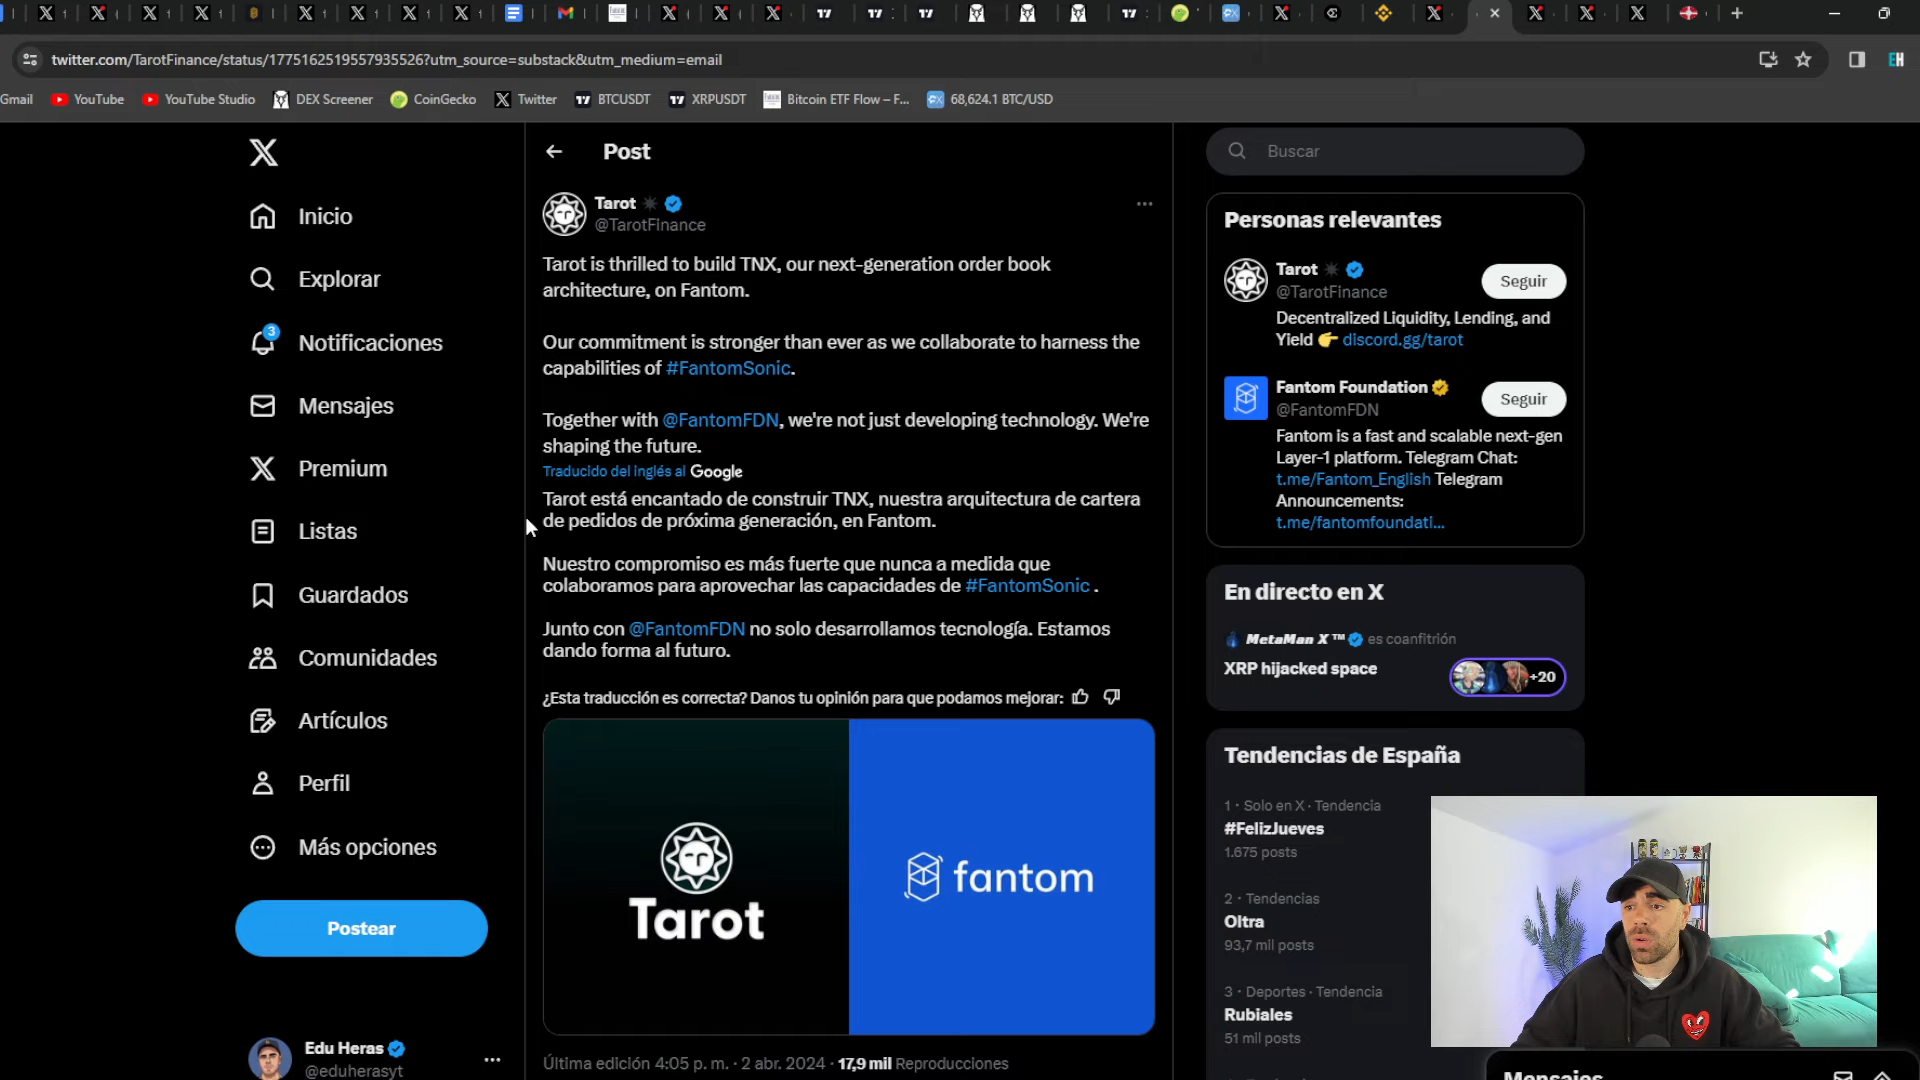 twitter.com/TarotFinance/status/1775162519557935526?utm_source=substack&utm_medium=email
EH
Gmail
YouTube
YouTube Studio
DEX Screener
CoinGecko
Twitter
BTCUSDT
XRPUSDT
Bitcoin ETF Flow – F...
68,624.1 BTC/USD
Inicio
Explorar
3
Notificaciones
Mensajes
Premium
Listas
Guardados
Comunidades
Artículos
Perfil
Más opciones
Postear
Edu Heras
@eduherasyt
Post
Tarot
@TarotFinance
Tarot is thrilled to build TNX, our next-generation order book
architecture, on Fantom.
Our commitment is stronger than ever as we collaborate to harness the
capabilities of #FantomSonic.
Together with @FantomFDN, we're not just developing technology. We're
shaping the future.
Traducido del inglés al Google
Tarot está encantado de construir TNX, nuestra arquitectura de cartera
de pedidos de próxima generación, en Fantom.
Nuestro compromiso es más fuerte que nunca a medida que
colaboramos para aprovechar las capacidades de #FantomSonic .
Junto con @FantomFDN no solo desarrollamos tecnología. Estamos
dando forma al futuro.
¿Esta traducción es correcta? Danos tu opinión para que podamos mejorar:
Tarot
fantom
Última edición 4:05 p. m. · 2 abr. 2024 · 17,9 mil Reproducciones
Buscar
Personas relevantes
Tarot
@TarotFinance
Seguir
Decentralized Liquidity, Lending, and
Yield 👉 discord.gg/tarot
Fantom Foundation
@FantomFDN
Seguir
Fantom is a fast and scalable next-gen
Layer-1 platform. Telegram Chat:
t.me/Fantom_English Telegram
Announcements:
t.me/fantomfoundati...
En directo en X
MetaMan X ™ es coanfitrión
XRP hijacked space
+20
Tendencias de España
1 · Solo en X · Tendencia
#FelizJueves
1.675 posts
2 · Tendencias
Oltra
93,7 mil posts
3 · Deportes · Tendencia
Rubiales
51 mil posts
Mensajes